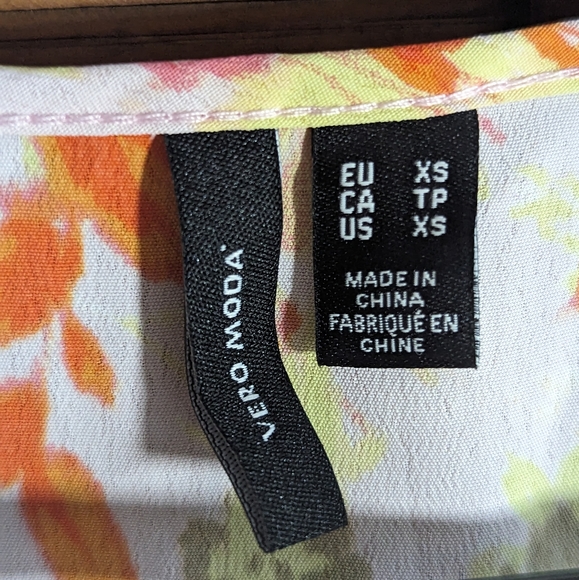 VERO MODA
EU XS
CA TP
US XS
MADE IN
CHINA
FABRIQUÉ EN
CHINE